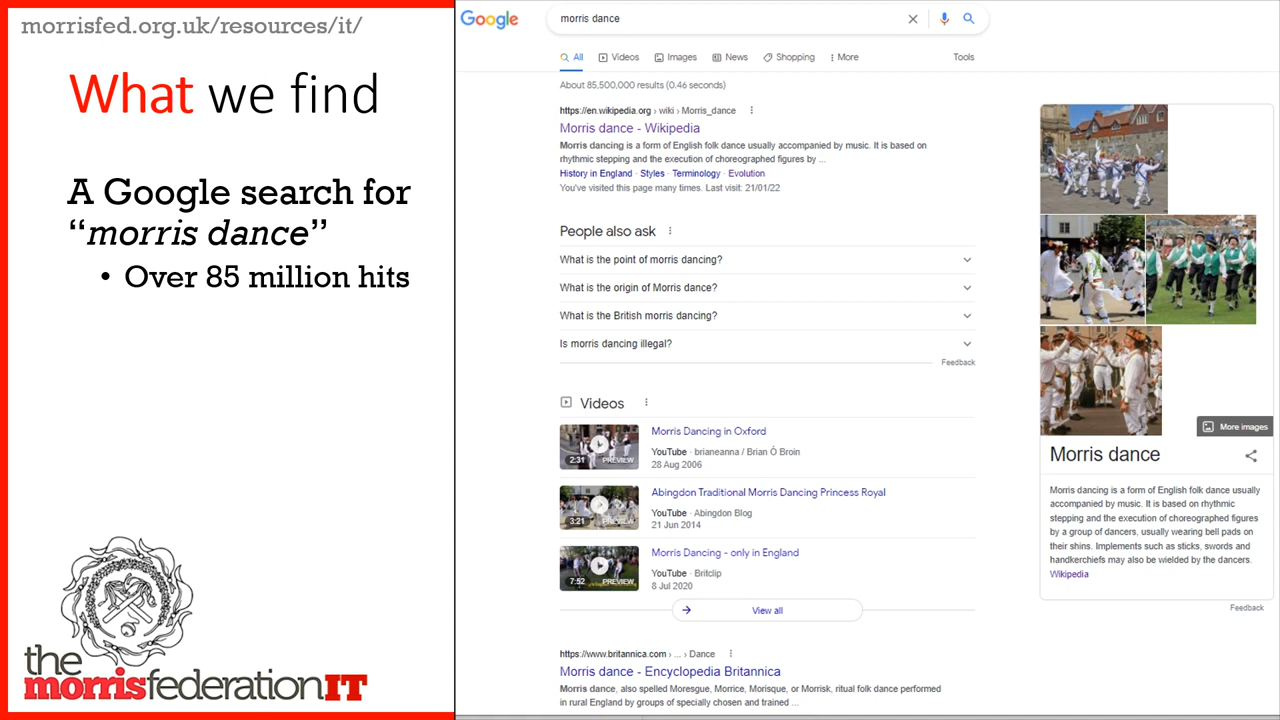 morrisfed.org.uk/resources/it/
What we find
A Google search for
“morris dance”
• Over 85 million hits
the
morrisfederationIT
Google
morris dance
All Videos Images News Shopping More Tools
About 85,500,000 results (0.46 seconds)
https://en.wikipedia.org › wiki › Morris_dance
Morris dance - Wikipedia
Morris dancing is a form of English folk dance usually accompanied by music. It is based on
rhythmic stepping and the execution of choreographed figures by ...
History in England · Styles · Terminology · Evolution
You've visited this page many times. Last visit: 21/01/22
People also ask
What is the point of morris dancing?
What is the origin of Morris dance?
What is the British morris dancing?
Is morris dancing illegal?
Feedback
Videos
2:31 PREVIEW
Morris Dancing in Oxford
YouTube · brianeanna / Brian Ó Broin
28 Aug 2006
3:21 PREVIEW
Abingdon Traditional Morris Dancing Princess Royal
YouTube · Abingdon Blog
21 Jun 2014
7:52 PREVIEW
Morris Dancing - only in England
YouTube · Britclip
8 Jul 2020
View all
https://www.britannica.com › ... › Dance
Morris dance - Encyclopedia Britannica
Morris dance, also spelled Moresgue, Morrice, Morisque, or Morrisk, ritual folk dance performed
in rural England by groups of specially chosen and trained ...
More images
Morris dance
Morris dancing is a form of English folk dance usually
accompanied by music. It is based on rhythmic
stepping and the execution of choreographed figures
by a group of dancers, usually wearing bell pads on
their shins. Implements such as sticks, swords and
handkerchiefs may also be wielded by the dancers.
Wikipedia
Feedback